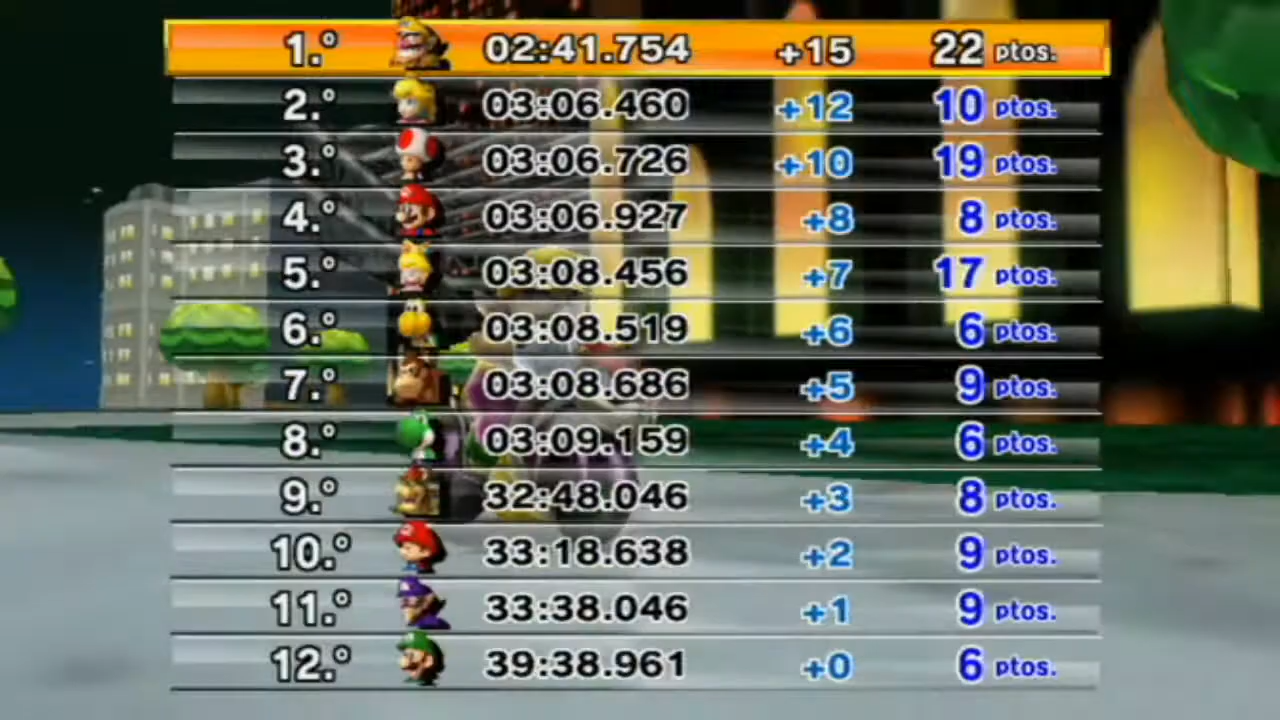 1.º 02:41.754 +15 22 ptos.
2.º 03:06.460 +12 10 ptos.
3.º 03:06.726 +10 19 ptos.
4.º 03:06.927 +8 8 ptos.
5.º 03:08.456 +7 17 ptos.
6.º 03:08.519 +6 6 ptos.
7.º 03:08.686 +5 9 ptos.
8.º 03:09.159 +4 6 ptos.
9.º 32:48.046 +3 8 ptos.
10.º 33:18.638 +2 9 ptos.
11.º 33:38.046 +1 9 ptos.
12.º 39:38.961 +0 6 ptos.